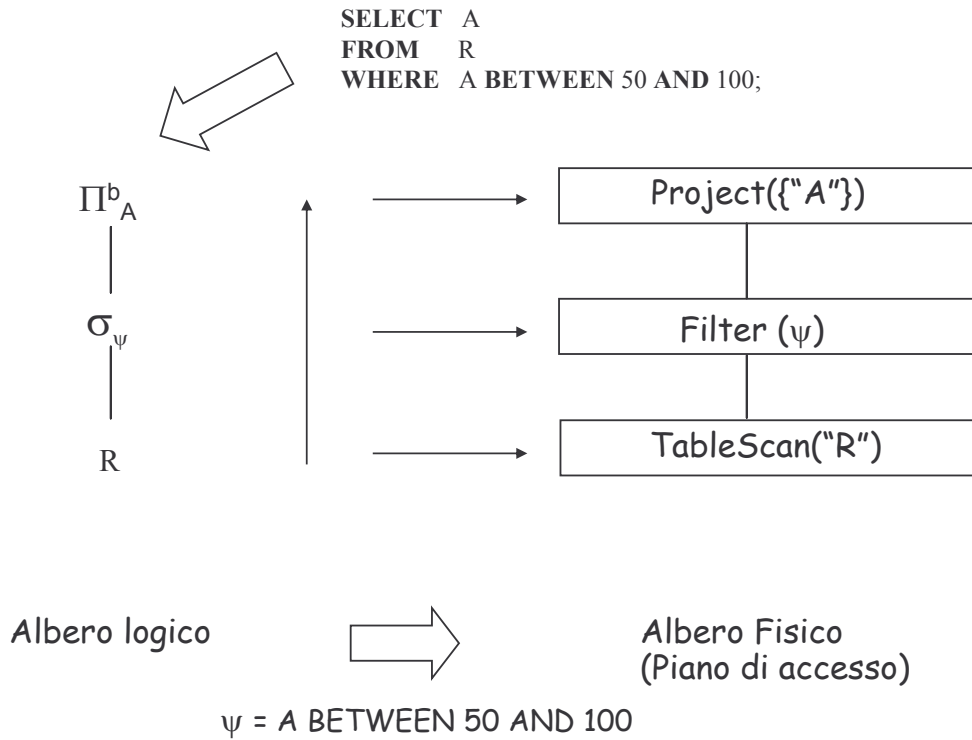 SELECT A
FROM R
WHERE A BETWEEN 50 AND 100;
Πᵇ_A
Project({“A”})
σ_ψ
Filter (ψ)
R
TableScan(“R”)
Albero logico
Albero Fisico
(Piano di accesso)
ψ = A BETWEEN 50 AND 100